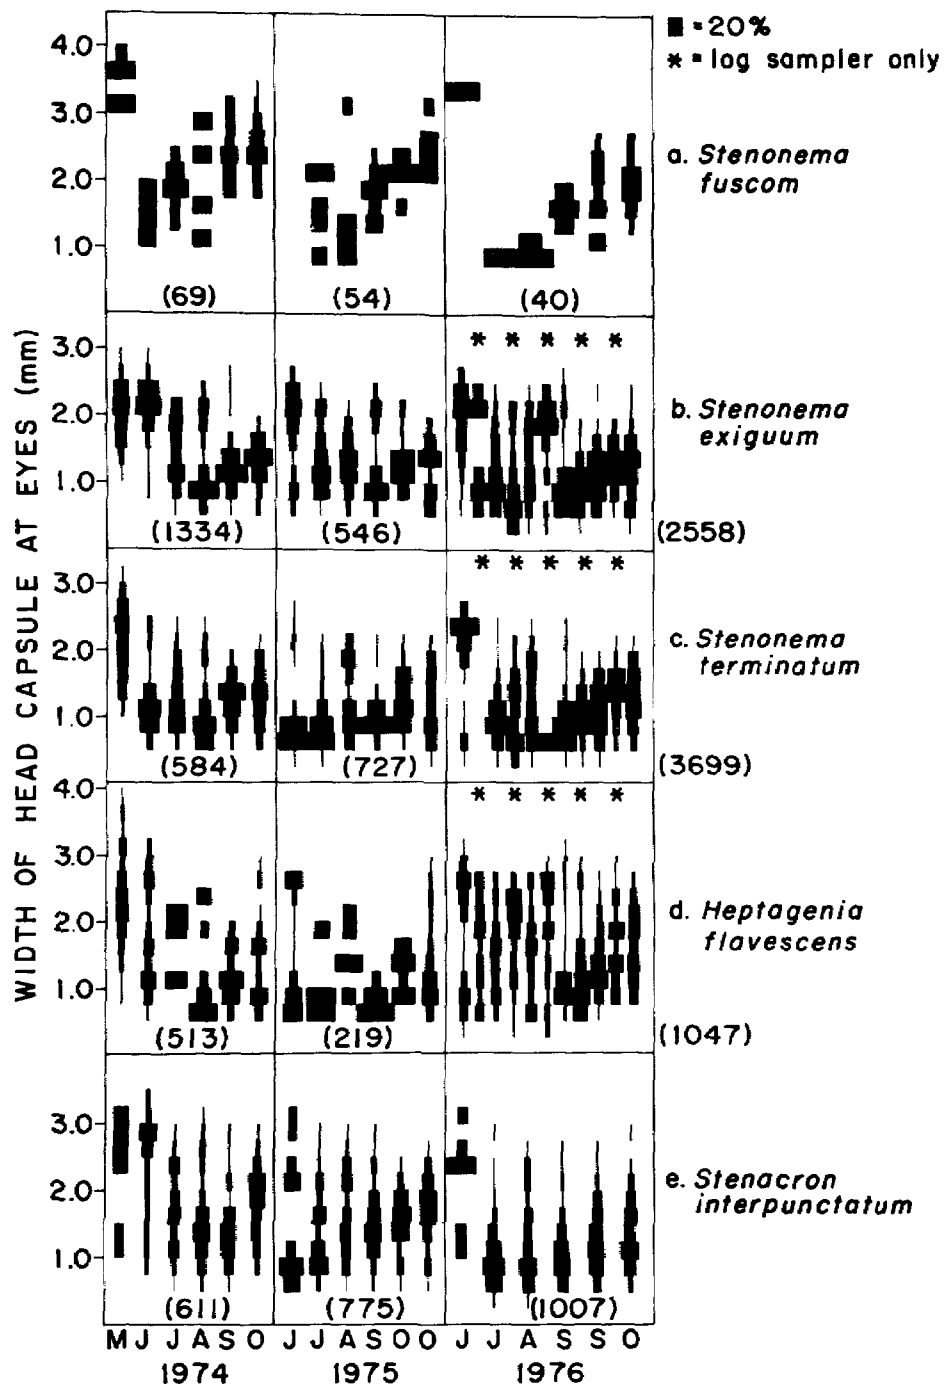 ■ = 20%
* = log sampler only
WIDTH OF HEAD CAPSULE AT EYES (mm)
4.0
3.0
2.0
1.0
a. Stenonema
fuscom
(69) (54) (40)
* * * * *
3.0
2.0
1.0
b. Stenonema
exiguum
(1334) (546) (2558)
* * * * *
3.0
2.0
1.0
c. Stenonema
terminatum
(584) (727) (3699)
* * * * *
4.0
3.0
2.0
1.0
d. Heptagenia
flavescens
(513) (219) (1047)
3.0
2.0
1.0
e. Stenacron
interpunctatum
(611) (775) (1007)
M J J A S O J J A S O O J J A S S O
1974 1975 1976